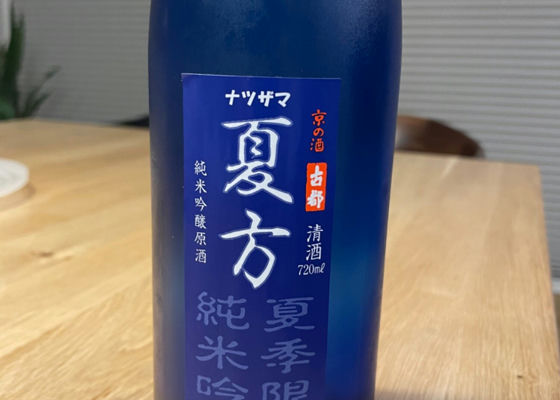 ナツザマ
夏方
純米吟醸原酒
京の酒
古都
清酒
720ml
夏季限
純米吟